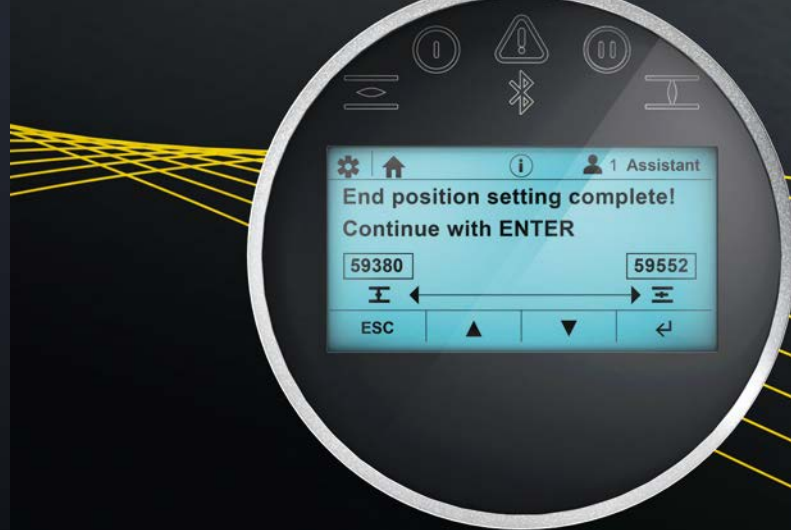 1 Assistant
End position setting complete!
Continue with ENTER
59380 59552
ESC